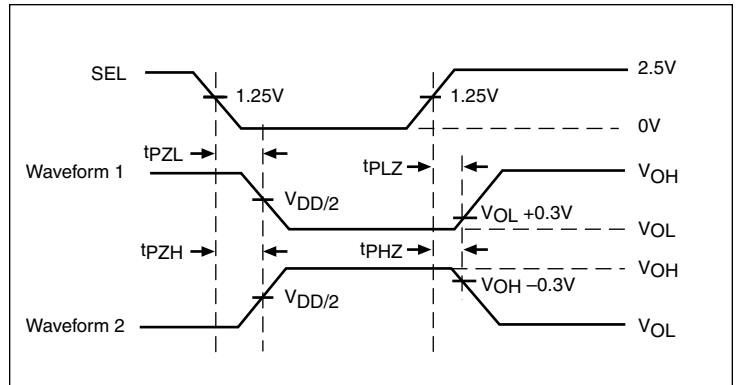 SEL
1.25V
1.25V
2.5V
0V
tPZL
tPLZ
Waveform 1
VDD/2
VOL +0.3V
VOH
VOL
tPZH
tPHZ
VOH
VDD/2
VOH –0.3V
Waveform 2
VOL